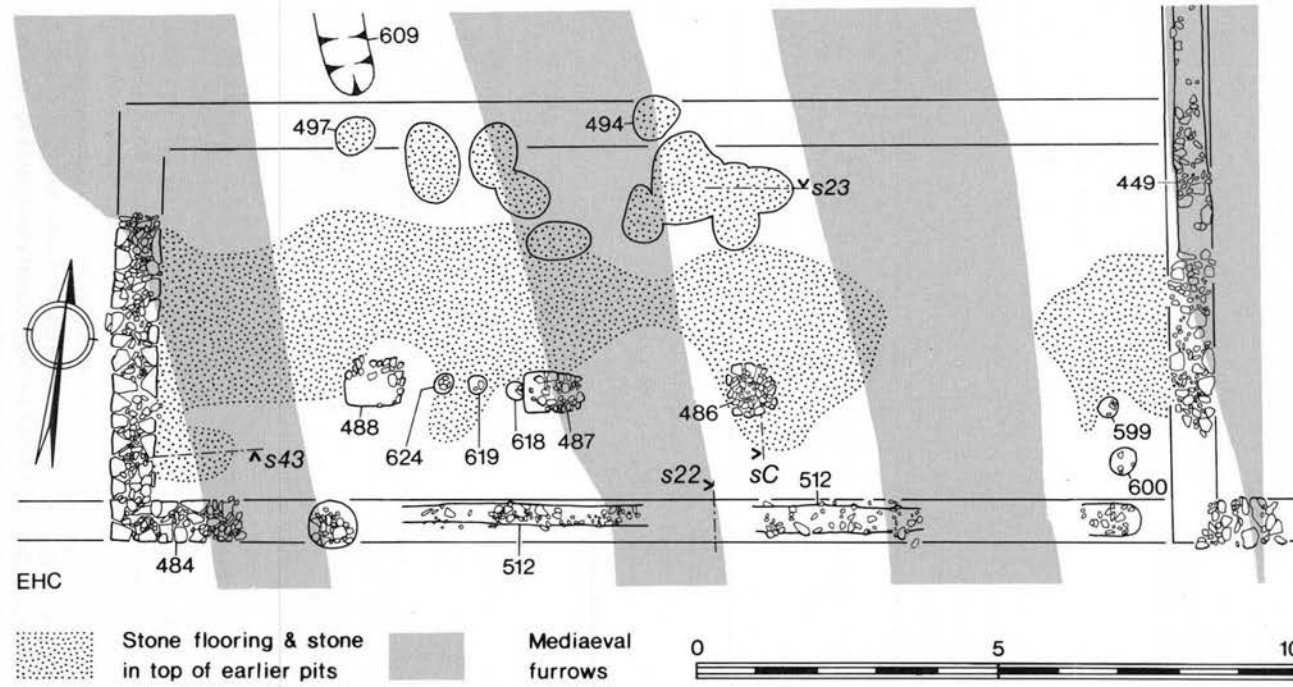 609
497
494
s23
449
488
624
619
618
487
486
599
600
s43
s22
sC
512
484
512
EHC
Stone flooring & stone
in top of earlier pits
Mediaeval
furrows
0 5 10